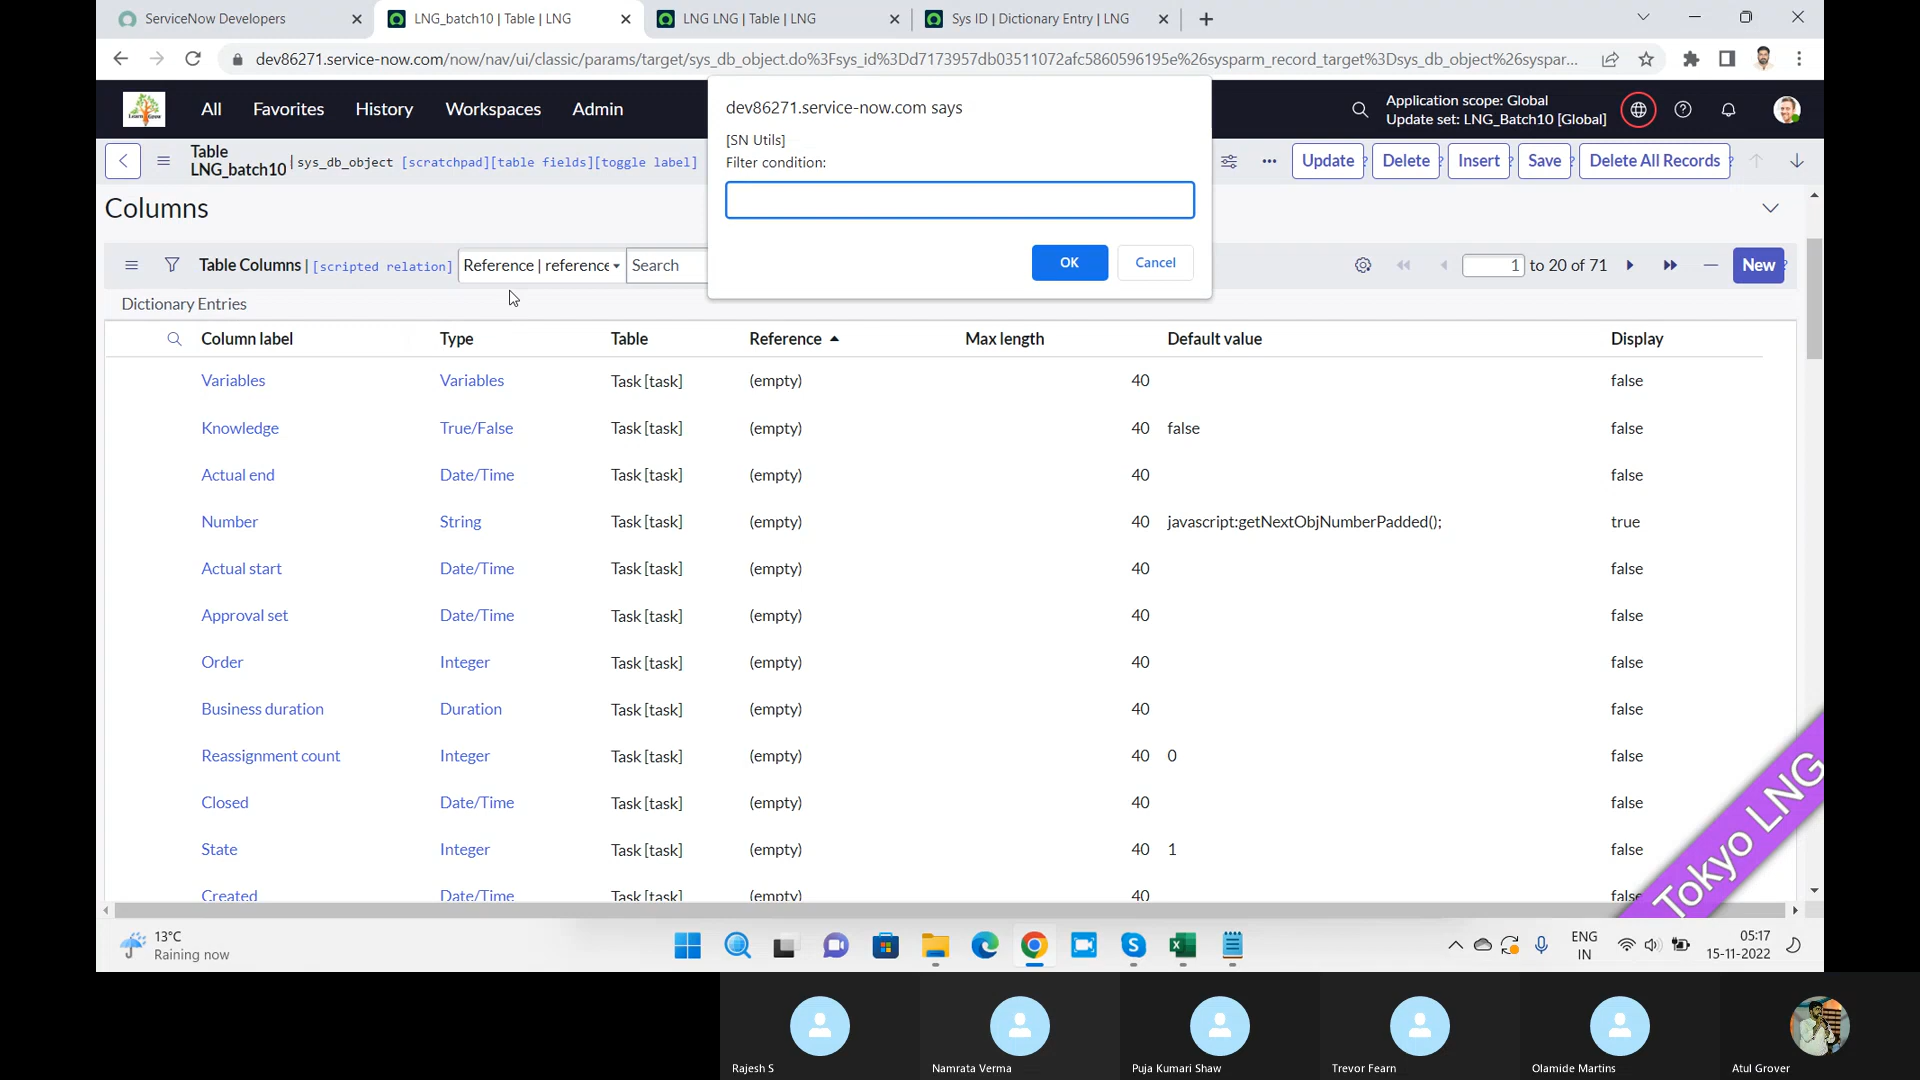 ServiceNow Developers
LNG_batch10 | Table | LNG
LNG LNG | Table | LNG
Sys ID | Dictionary Entry | LNG
dev86271.service-now.com/now/nav/ui/classic/params/target/sys_db_object.do%3Fsys_id%3Dd7173957db03511072afc5860596195e%26sysparm_record_target%3Dsys_db_object%26syspar...
All Favorites History Workspaces Admin
Application scope: Global
Update set: LNG_Batch10 [Global]
dev86271.service-now.com says
[SN Utils]
Filter condition:
OK Cancel
Table
LNG_batch10 | sys_db_object [scratchpad][table fields][toggle label]
Update Delete Insert Save Delete All Records
Columns
Table Columns | [scripted relation] Reference | reference Search 1 to 20 of 71 New
Dictionary Entries
Column label Type Table Reference Max length Default value Display
Variables Variables Task [task] (empty) 40 false
Knowledge True/False Task [task] (empty) 40 false false
Actual end Date/Time Task [task] (empty) 40 false
Number String Task [task] (empty) 40 javascript:getNextObjNumberPadded(); true
Actual start Date/Time Task [task] (empty) 40 false
Approval set Date/Time Task [task] (empty) 40 false
Order Integer Task [task] (empty) 40 false
Business duration Duration Task [task] (empty) 40 false
Reassignment count Integer Task [task] (empty) 40 0 false
Closed Date/Time Task [task] (empty) 40 false
State Integer Task [task] (empty) 40 1 false
Created Date/Time Task [task] (empty) 40 false
Tokyo LNG
13°C
Raining now
ENG
IN
05:17
15-11-2022
Rajesh S
Namrata Verma
Puja Kumari Shaw
Trevor Fearn
Olamide Martins
Atul Grover